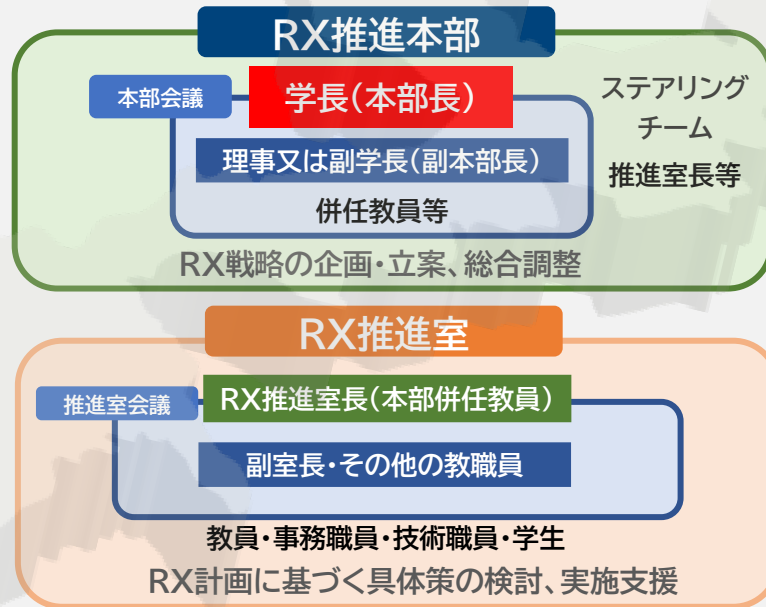 RX推進本部
本部会議
学長(本部長)
理事又は副学長(副本部長)
併任教員等
ステアリング
チーム
推進室長等
RX戦略の企画・立案、総合調整
RX推進室
推進室会議
RX推進室長(本部併任教員)
副室長・その他の教職員
教員・事務職員・技術職員・学生
RX計画に基づく具体策の検討、実施支援